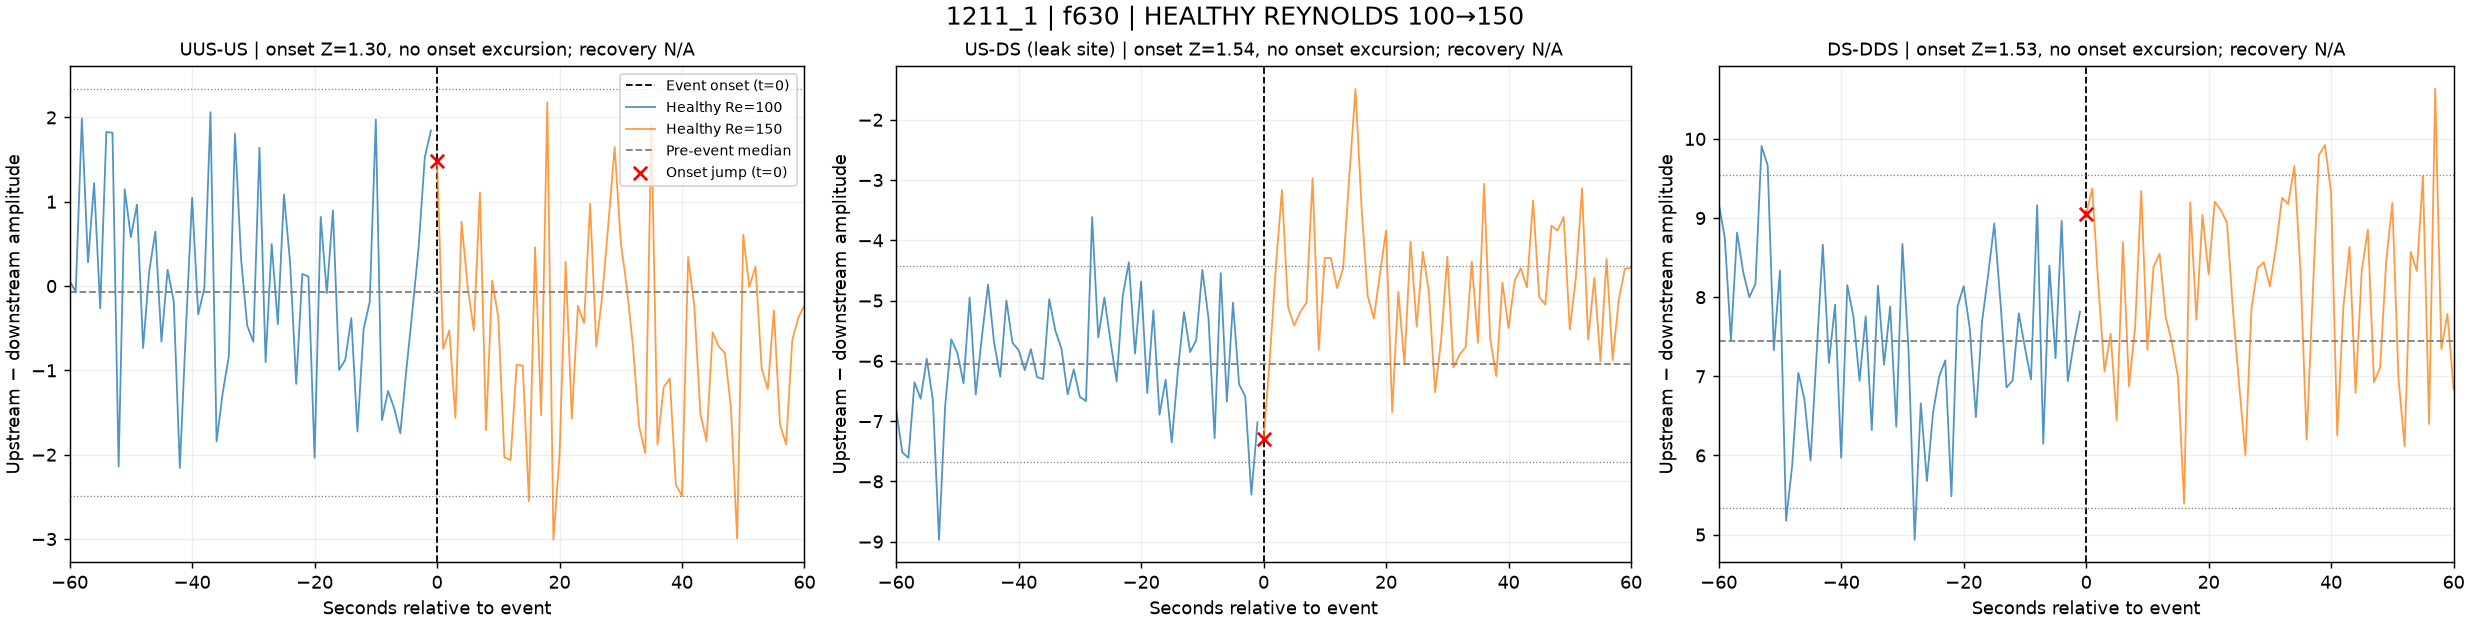 1211_1 | f630 | HEALTHY REYNOLDS 100→150
UUS-US | onset Z=1.30, no onset excursion; recovery N/A
Upstream − downstream amplitude
2
1
0
−1
−2
−3
Event onset (t=0)
Healthy Re=100
Healthy Re=150
Pre-event median
Onset jump (t=0)
−60
−40
−20
0
20
40
60
Seconds relative to event
US-DS (leak site) | onset Z=1.54, no onset excursion; recovery N/A
Upstream − downstream amplitude
−2
−3
−4
−5
−6
−7
−8
−9
−60
−40
−20
0
20
40
60
Seconds relative to event
DS-DDS | onset Z=1.53, no onset excursion; recovery N/A
Upstream − downstream amplitude
10
9
8
7
6
5
−60
−40
−20
0
20
40
60
Seconds relative to event